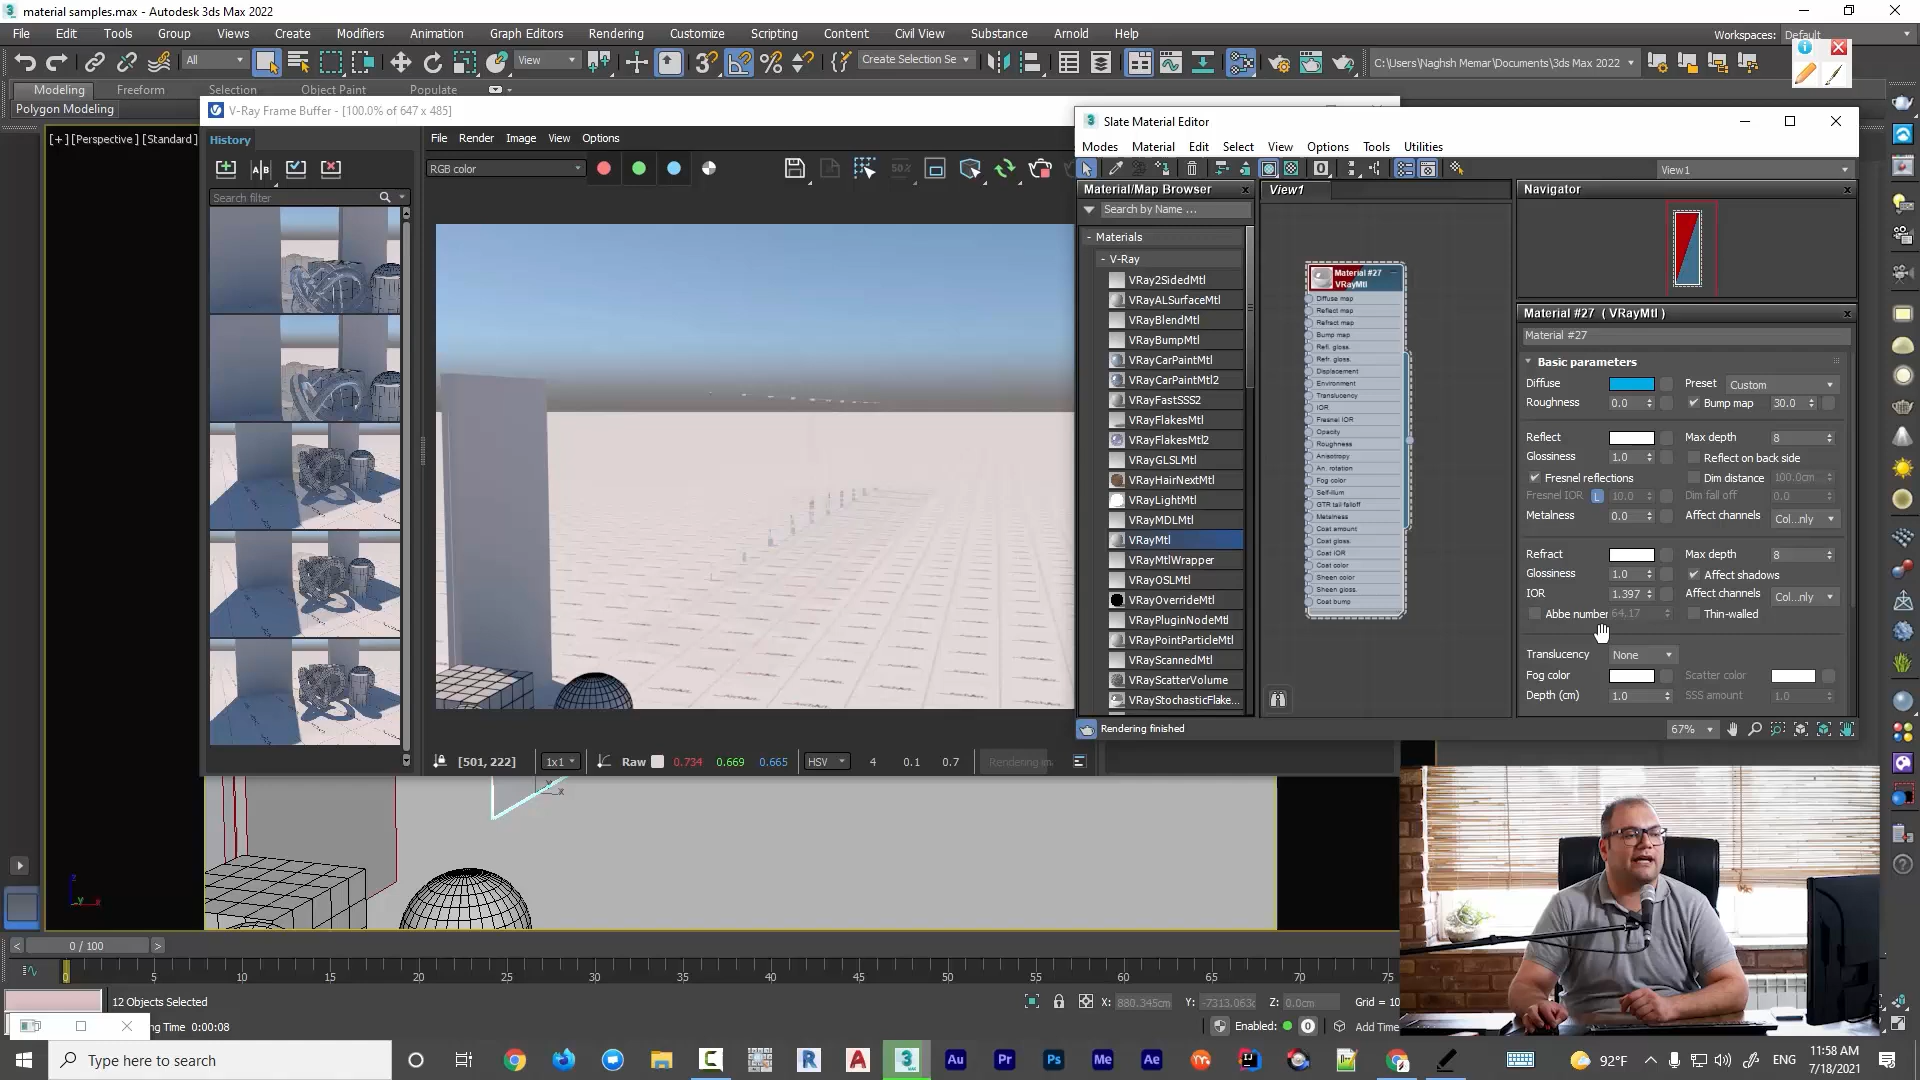 material samples.max - Autodesk 3ds Max 2022
File Edit Tools Group Views Create Modifiers Animation Graph Editors Rendering Customize Scripting Content Civil View Substance Arnold Help
Workspaces: Default
All
View
Create Selection Se
C:\Users\Naghsh Memar\Documents\3ds Max 2022
Modeling Freeform Selection Object Paint Populate
Polygon Modeling
[+] [Perspective] [Standard]
V-Ray Frame Buffer - [100.0% of 647 x 485]
History
File Render Image View Options
RGB color
50%
Search filter
[501, 222]
1x1
Raw 0.734 0.669 0.665
HSV 4 0.1 0.7
Rendering im
Slate Material Editor
Modes Material Edit Select View Options Tools Utilities
View1
Material/Map Browser
Search by Name ...
- Materials
- V-Ray
VRay2SidedMtl
VRayALSurfaceMtl
VRayBlendMtl
VRayBumpMtl
VRayCarPaintMtl
VRayCarPaintMtl2
VRayFastSSS2
VRayFlakesMtl
VRayFlakesMtl2
VRayGLSLMtl
VRayHairNextMtl
VRayLightMtl
VRayMDLMtl
VRayMtl
VRayMtlWrapper
VRayOSLMtl
VRayOverrideMtl
VRayPluginNodeMtl
VRayPointParticleMtl
VRayScannedMtl
VRayScatterVolume
VRayStochasticFlake...
View1
Material #27
VRayMtl
Diffuse map
Reflect map
Refract map
Bump map
Refl. gloss.
Refr. gloss.
Displacement
Environment
Translucency
IOR
Fresnel IOR
Opacity
Roughness
Anisotropy
An. rotation
Fog color
Self-illum
GTR tail falloff
Metalness
Coat amount
Coat gloss.
Coat IOR
Coat color
Sheen color
Sheen gloss.
Coat bump
Navigator
Material #27 ( VRayMtl )
Material #27
Basic parameters
Diffuse Preset Custom
Roughness 0.0 Bump map 30.0
Reflect Max depth 8
Glossiness 1.0 Reflect on back side
Fresnel reflections Dim distance 100.0cm
Fresnel IOR L 10.0 Dim fall off 0.0
Metalness 0.0 Affect channels Col...nly
Refract Max depth 8
Glossiness 1.0 Affect shadows
IOR 1.397 Affect channels Col...nly
Abbe number 64.17 Thin-walled
Translucency None
Fog color Scatter color
Depth (cm) 1.0 SSS amount 1.0
Rendering finished
67%
z
y
x
x
0 / 100
0 5 10 15 20 25 30 35 40 45 50 55 60 65 70 75
12 Objects Selected
X: 880.345cm Y: -7313.063c Z: 0.0cm Grid = 10
ng Time 0:00:08
Enabled: 0 Add Time
Type here to search
C R A 3 Au Pr Ps Me Ae
92°F
ENG
11:58 AM
7/18/2021